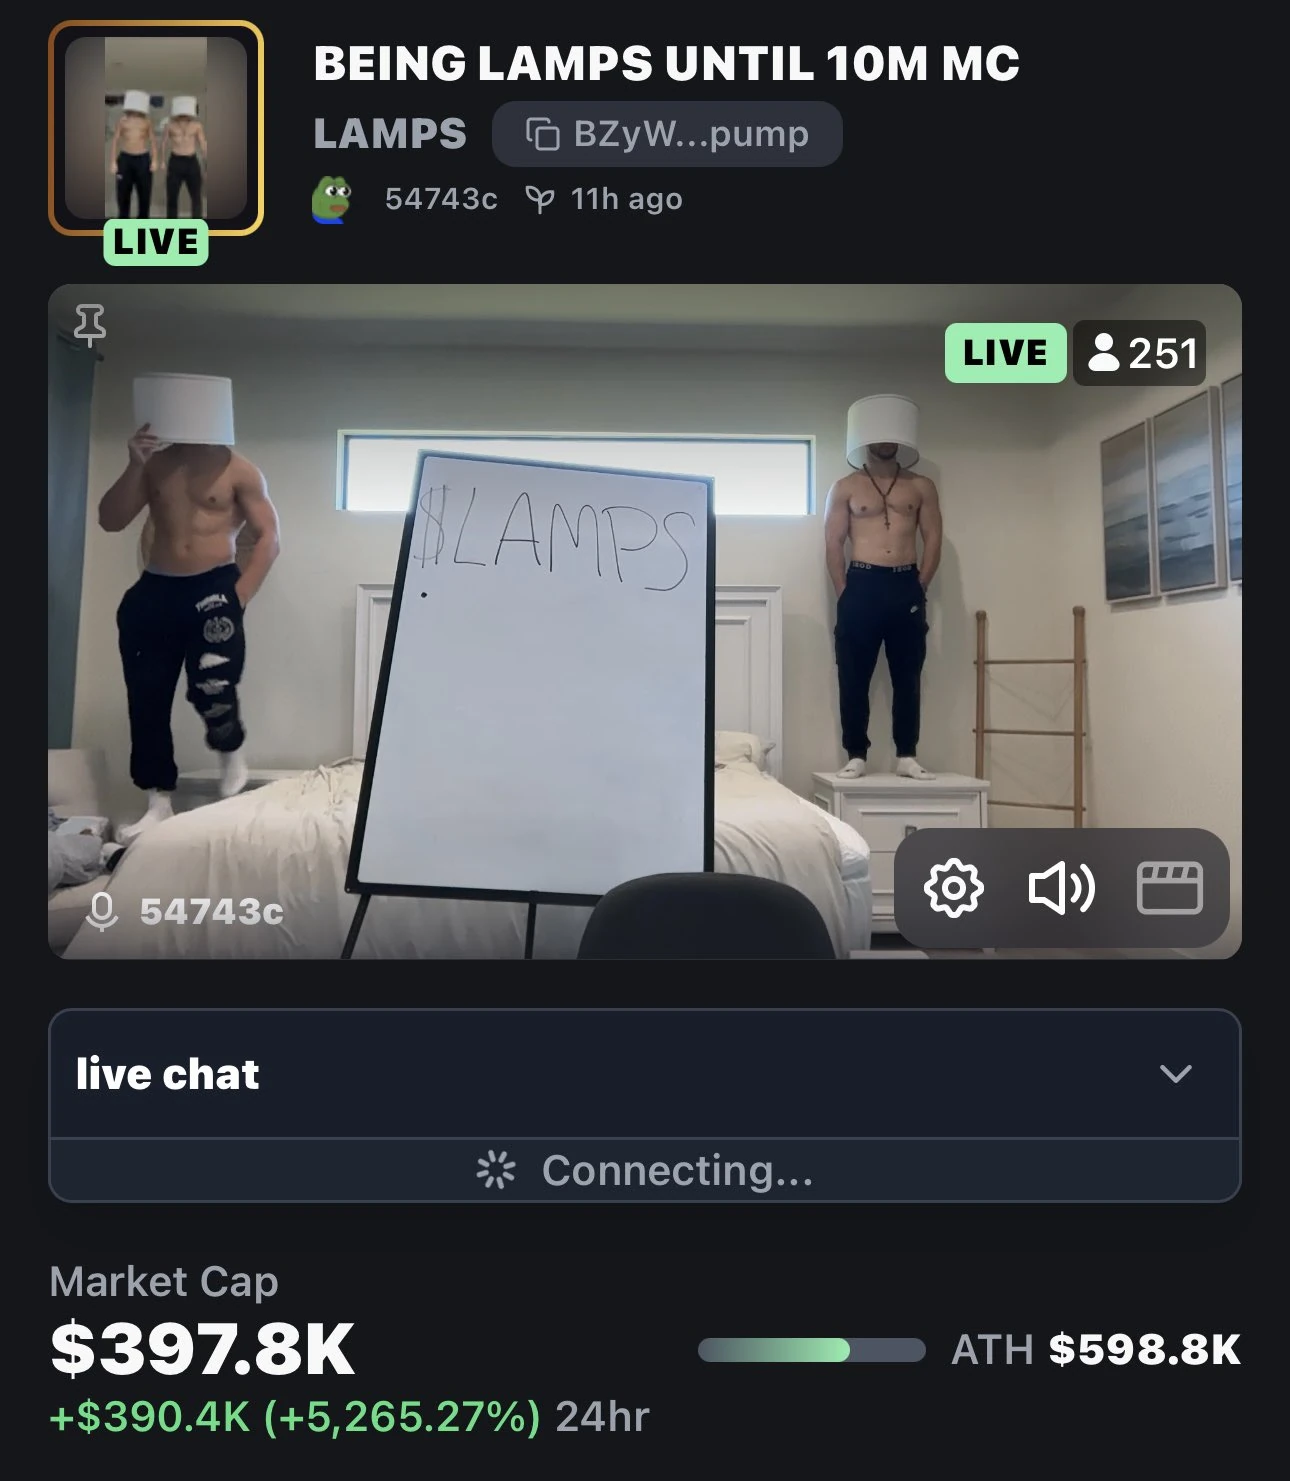 BEING LAMPS UNTIL 10M MC
LAMPS BZyW...pump
54743c 11h ago
LIVE
LIVE 251
$LAMPS
54743c
live chat
Connecting...
Market Cap
$397.8K
ATH $598.8K
+$390.4K (+5,265.27%) 24hr